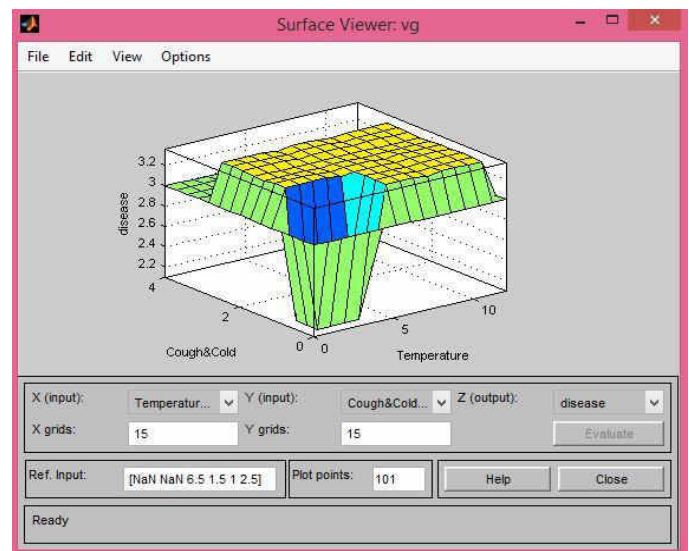 Surface Viewer: vg
File Edit View Options
3.2
3
2.8
2.6
2.4
2.2
disease
4
2
0
0
5
10
Cough&Cold
Temperature
X (input): Temperatur... Y (input): Cough&Cold... Z (output): disease
X grids: 15 Y grids: 15 Evaluate
Ref. Input: [NaN NaN 6.5 1.5 1 2.5] Plot points: 101 Help Close
Ready